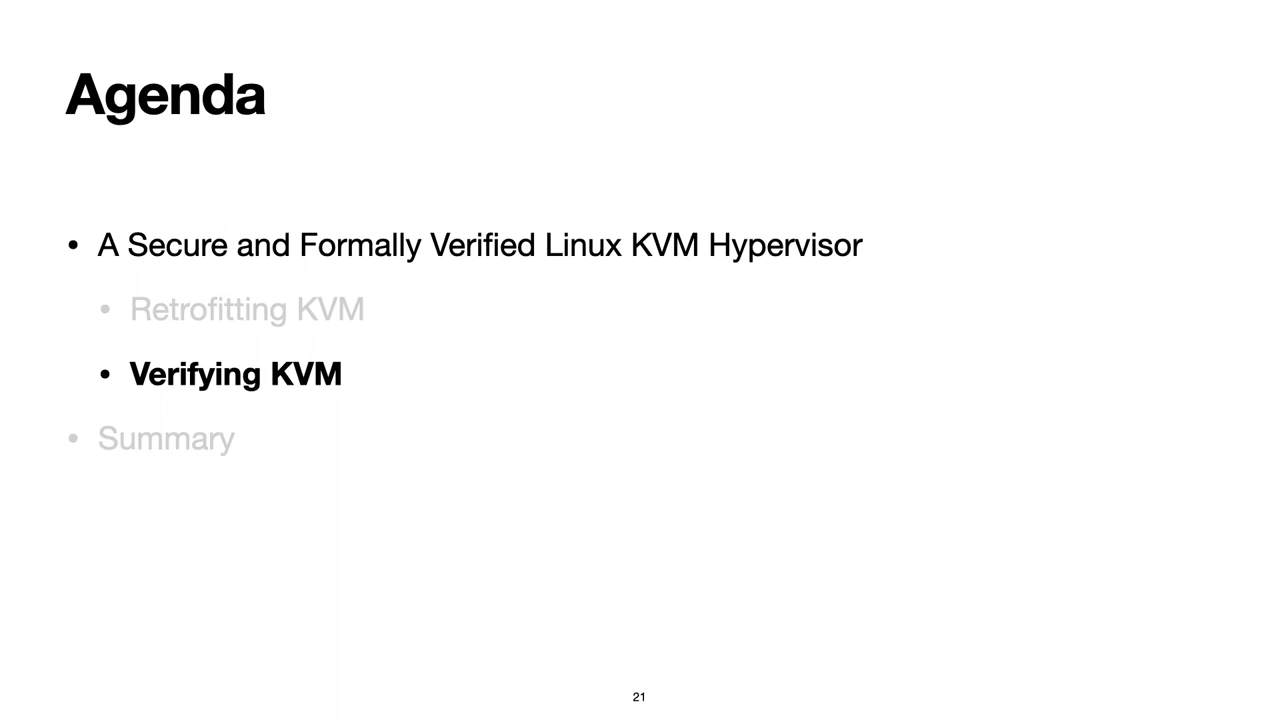 Agenda
• A Secure and Formally Verified Linux KVM Hypervisor
• Retrofitting KVM
• Verifying KVM
• Summary
21